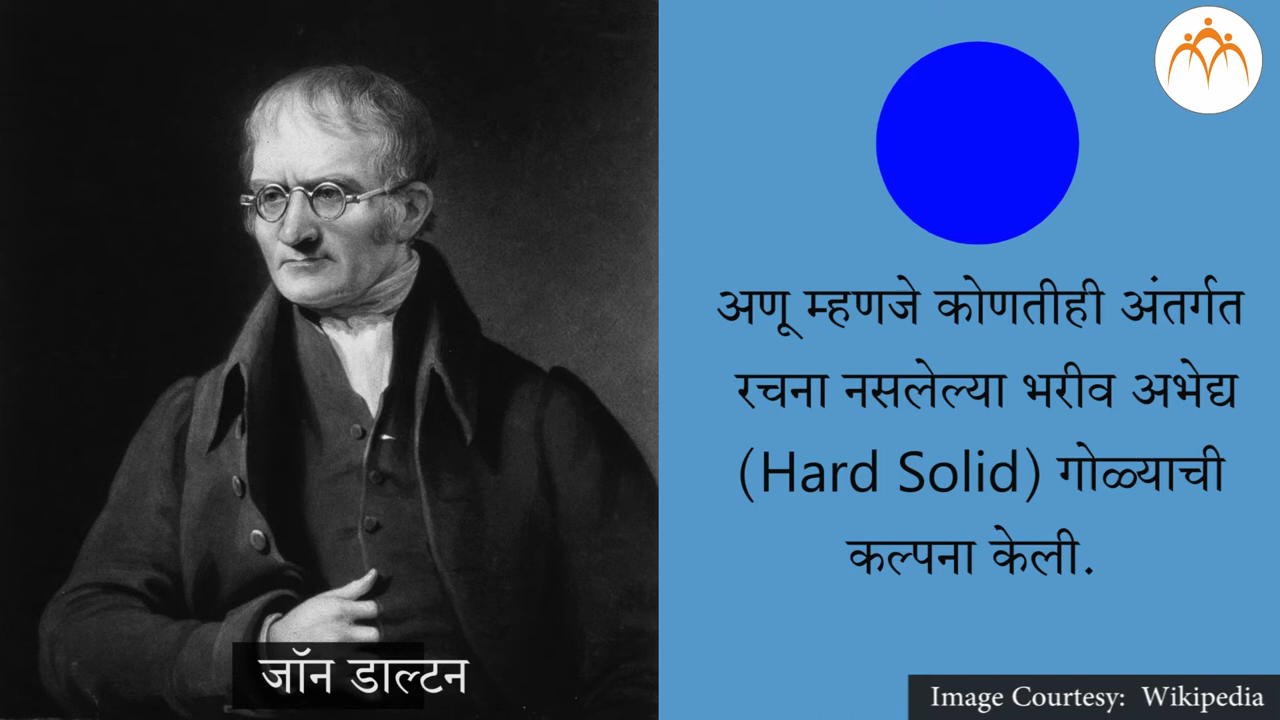 अणू म्हणजे कोणतीही अंतर्गत
रचना नसलेल्या भरीव अभेद्य
(Hard Solid) गोळ्याची
कल्पना केली.
जॉन डाल्टन
Image Courtesy: Wikipedia